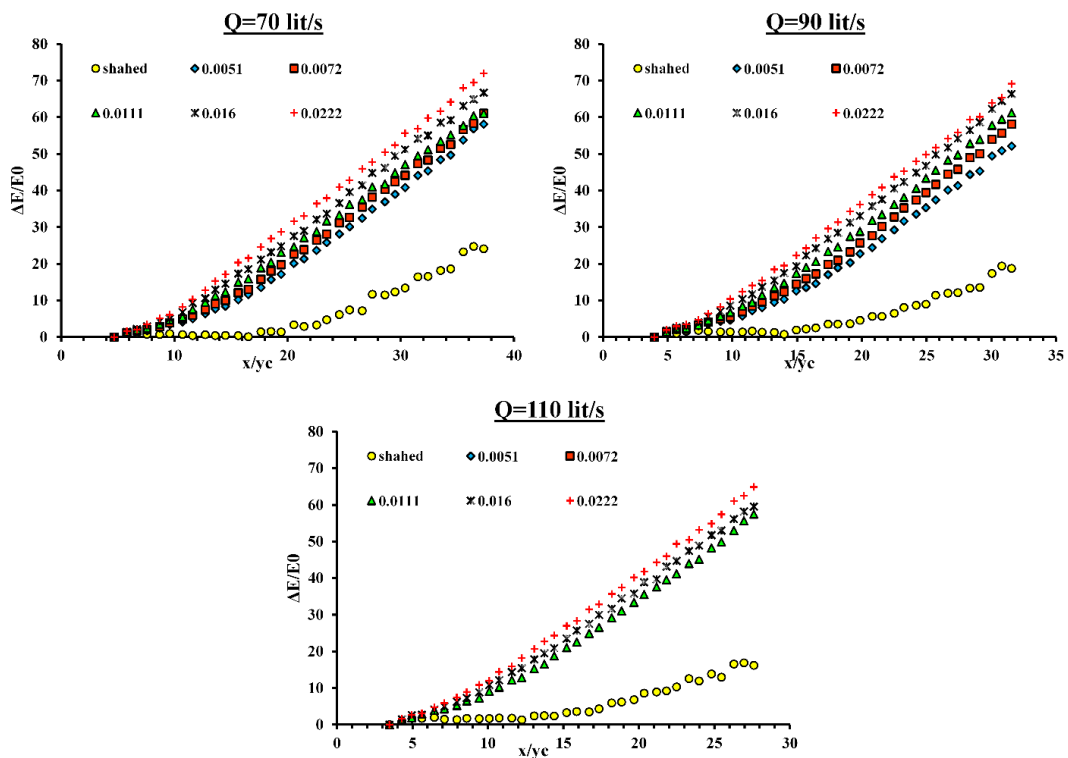 Q=70 lit/s
80
70
60
50
40
30
20
10
0
ΔE/E0
shahed 0.0051 0.0072
0.0111 0.016 0.0222
0 10 20 30 40
x/yc
Q=90 lit/s
80
70
60
50
40
30
20
10
0
ΔE/E0
shahed 0.0051 0.0072
0.0111 0.016 0.0222
0 5 10 15 20 25 30 35
x/yc
Q=110 lit/s
80
70
60
50
40
30
20
10
0
ΔE/E0
shahed 0.0051 0.0072
0.0111 0.016 0.0222
0 5 10 15 20 25 30
x/yc